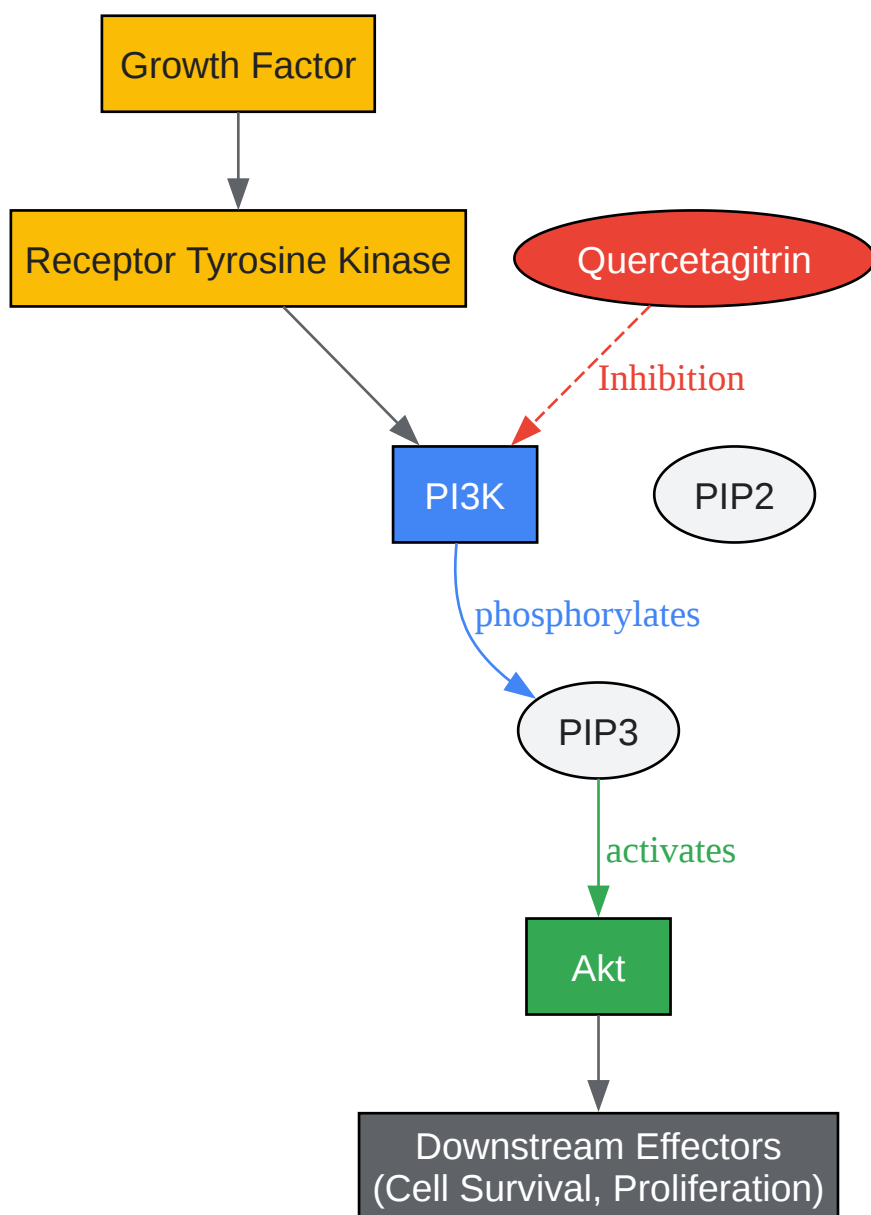 Growth Factor
Receptor Tyrosine Kinase
Quercetagitrin
Inhibition
PI3K
PIP2
phosphorylates
PIP3
activates
Akt
Downstream Effectors
(Cell Survival, Proliferation)